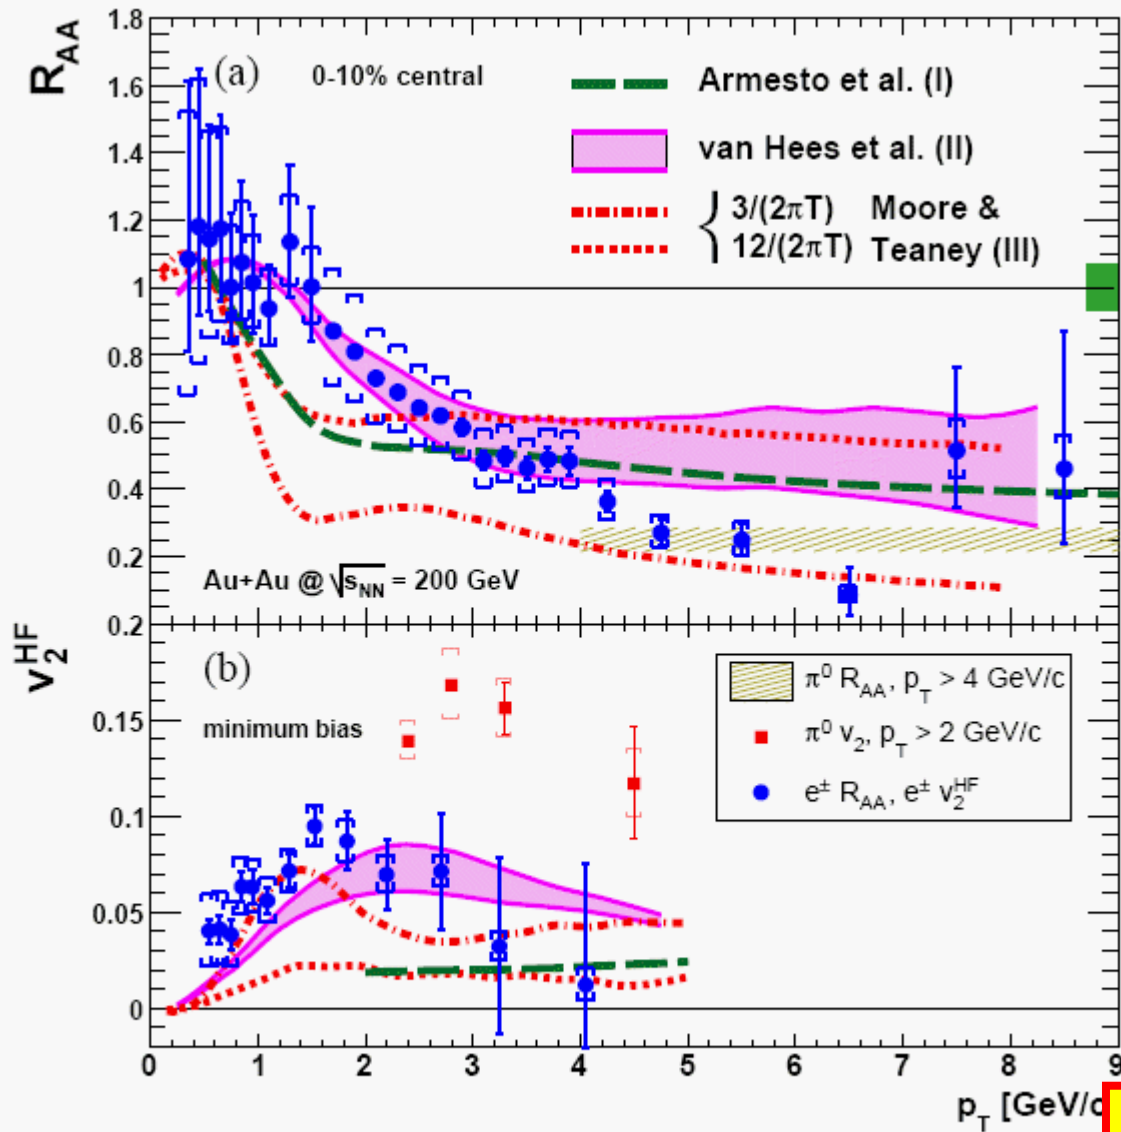 R_AA
1.8
1.6
1.4
1.2
1
0.8
0.6
0.4
0.2
(a)
0-10% central
Armesto et al. (I)
van Hees et al. (II)
3/(2πT) Moore &
12/(2πT) Teaney (III)
Au+Au @ √s_NN = 200 GeV
v_2^HF
0.2
0.15
0.1
0.05
0
(b)
minimum bias
π⁰ R_AA, p_T > 4 GeV/c
π⁰ v_2, p_T > 2 GeV/c
e± R_AA, e± v_2^HF
0 1 2 3 4 5 6 7 8 9
p_T [GeV/c